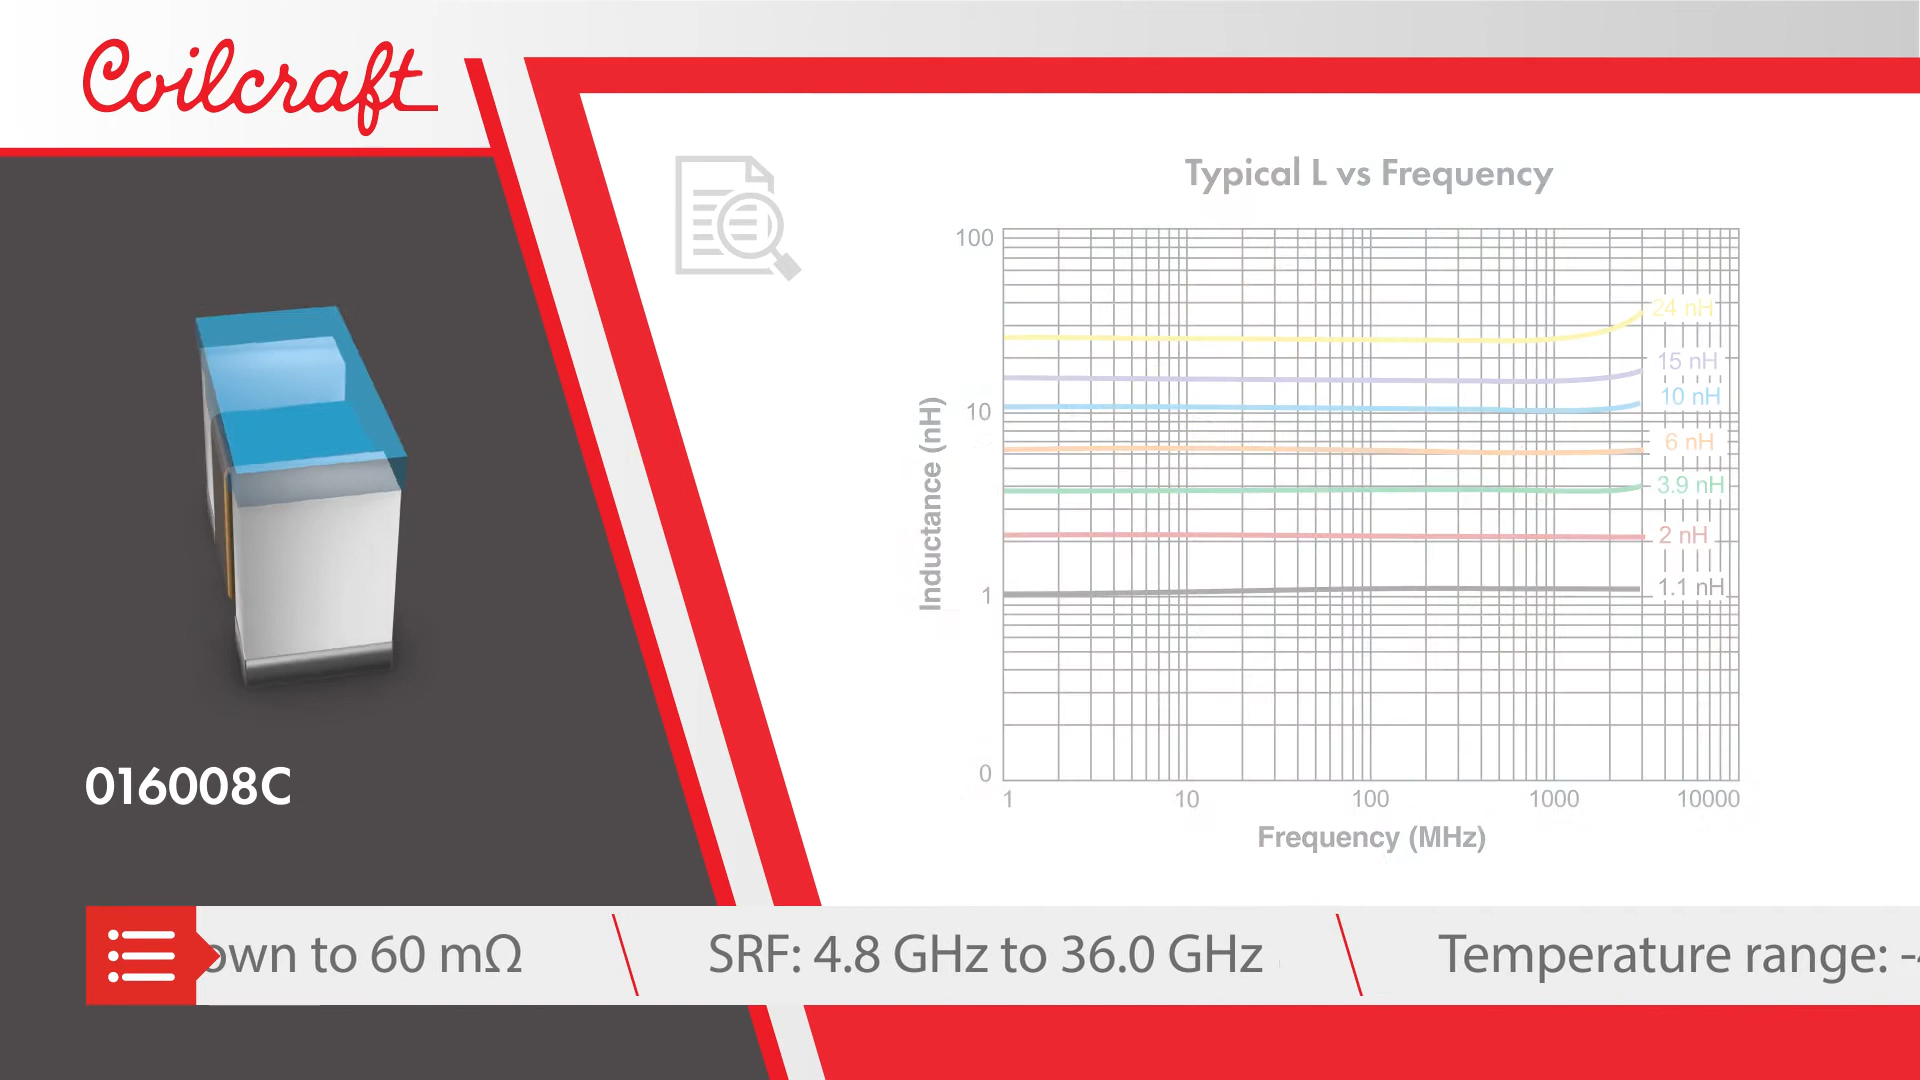 Coilcraft
Typical L vs Frequency
100
10
1
0
Inductance (nH)
24 nH
15 nH
10 nH
6 nH
3.9 nH
2 nH
1.1 nH
1 10 100 1000 10000
Frequency (MHz)
016008C
own to 60 mΩ SRF: 4.8 GHz to 36.0 GHz Temperature range: -